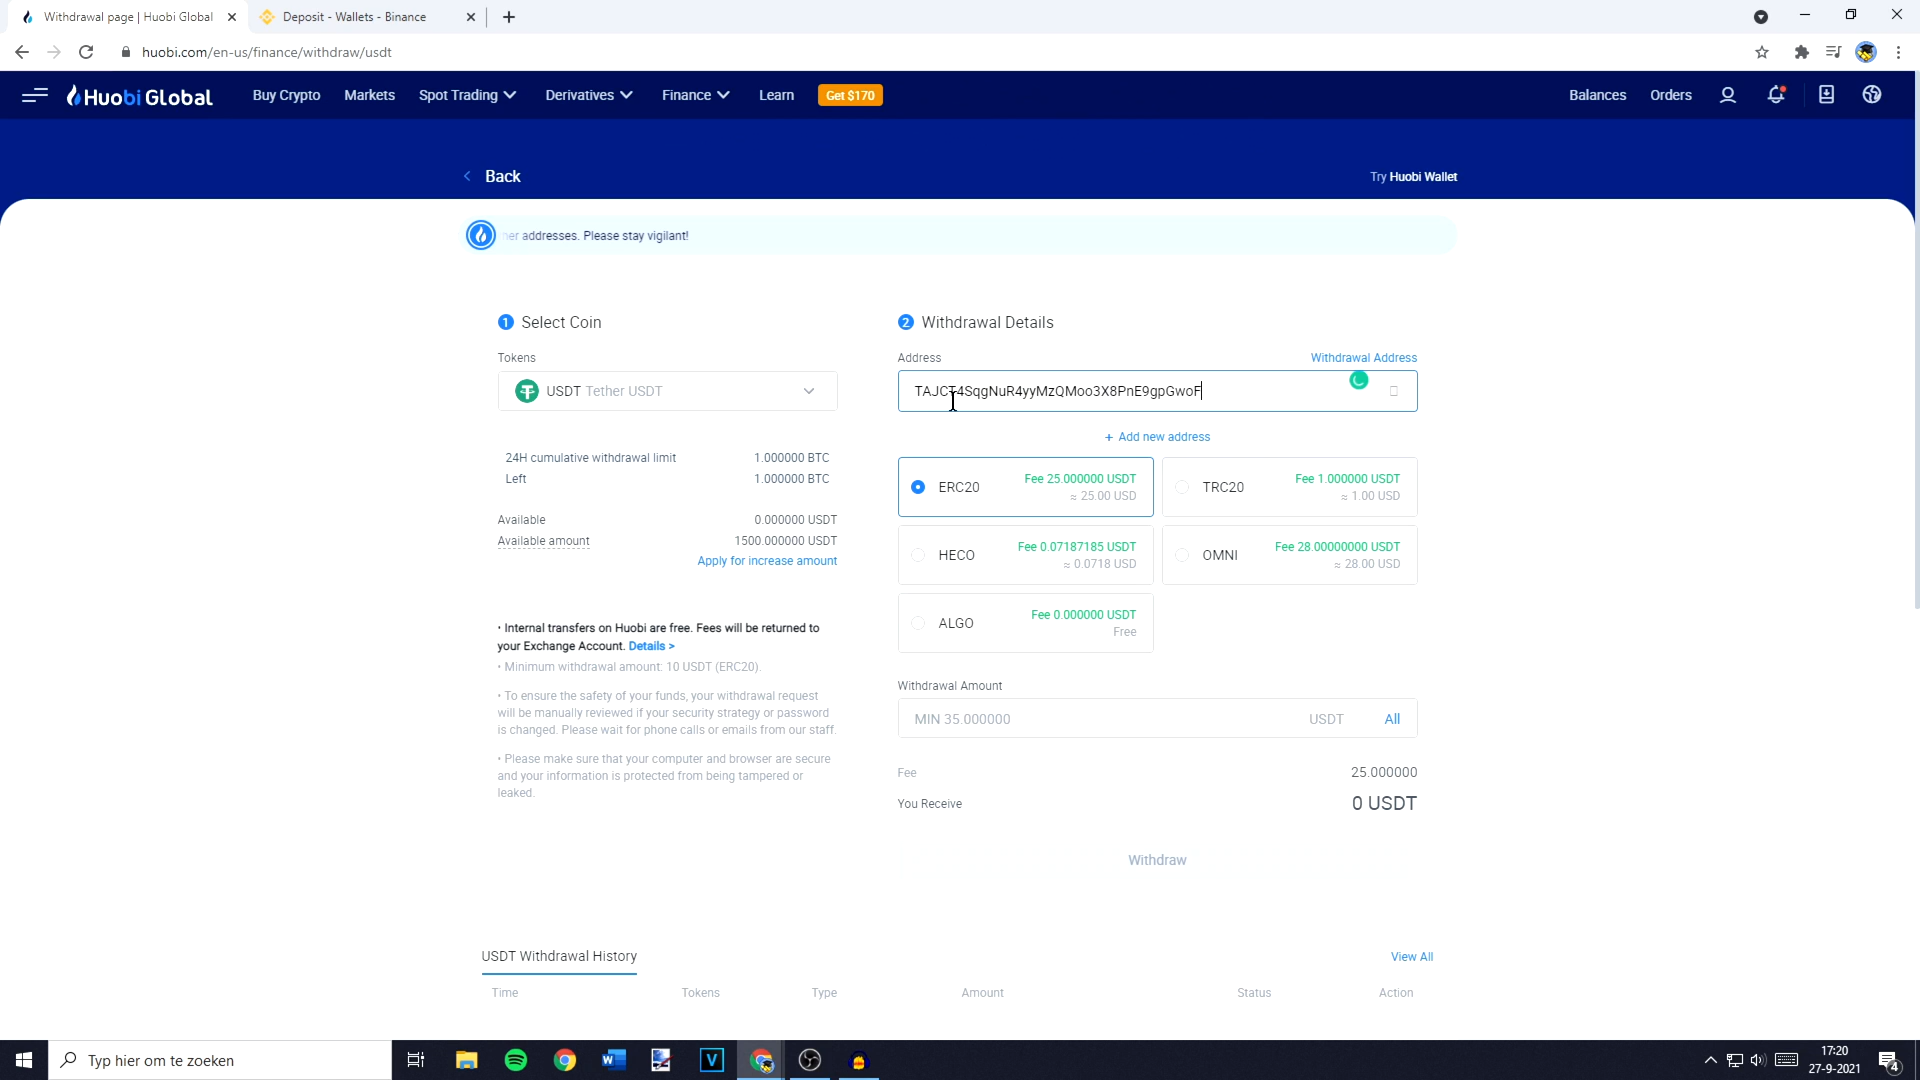 Withdrawal page | Huobi Global
Deposit - Wallets - Binance
huobi.com/en-us/finance/withdraw/usdt
Huobi Global
Buy Crypto
Markets
Spot Trading
Derivatives
Finance
Learn
Get $170
Balances
Orders
Back
Try Huobi Wallet
her addresses. Please stay vigilant!
1 Select Coin
2 Withdrawal Details
Tokens
Address
Withdrawal Address
USDT Tether USDT
TAJCT4SqgNuR4yyMzQMoo3X8PnE9gpGwoF
+ Add new address
24H cumulative withdrawal limit 1.000000 BTC
Left 1.000000 BTC
Available 0.000000 USDT
Available amount 1500.000000 USDT
Apply for increase amount
ERC20 Fee 25.000000 USDT
≈ 25.00 USD
TRC20 Fee 1.000000 USDT
≈ 1.00 USD
HECO Fee 0.07187185 USDT
≈ 0.0718 USD
OMNI Fee 28.00000000 USDT
≈ 28.00 USD
ALGO Fee 0.000000 USDT
Free
• Internal transfers on Huobi are free. Fees will be returned to
your Exchange Account. Details >
• Minimum withdrawal amount: 10 USDT (ERC20).
• To ensure the safety of your funds, your withdrawal request
will be manually reviewed if your security strategy or password
is changed. Please wait for phone calls or emails from our staff.
• Please make sure that your computer and browser are secure
and your information is protected from being tampered or
leaked.
Withdrawal Amount
MIN 35.000000 USDT All
Fee 25.000000
You Receive 0 USDT
Withdraw
USDT Withdrawal History
View All
Time Tokens Type Amount Status Action
Typ hier om te zoeken
17:20
27-9-2021
4